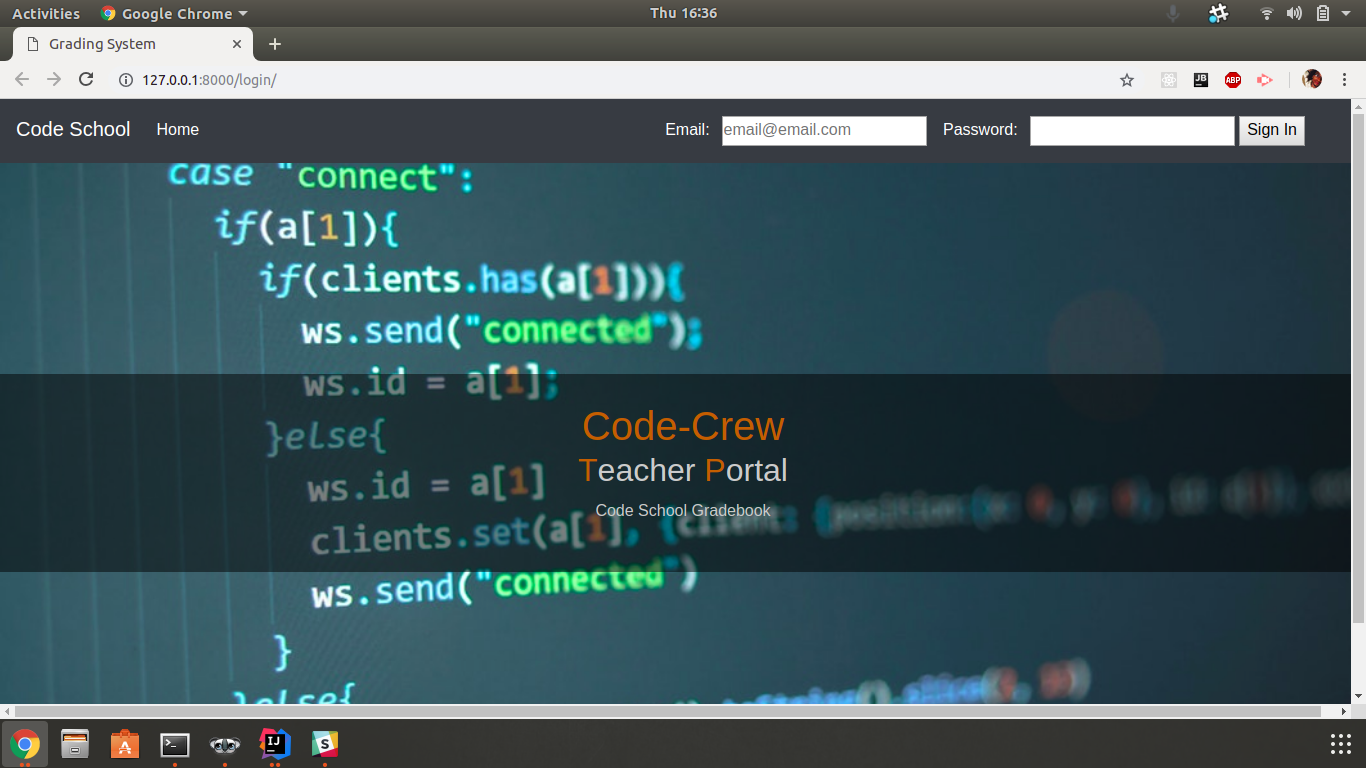 Activities Google Chrome Thu 16:36
Grading System
127.0.0.1:8000/login/
JB ABP
Code School Home Email: email@email.com Password: Sign In
case "connect":
if(a[1]){
if(clients.has(a[1])){
ws.send("connected");
ws.id = a[1];
Code-Crew
}else{
Teacher Portal
ws.id = a[1]
Code School Gradebook
clients.set(a[1], {client: {position:{x:
ws.send("connected")
}
}else{
IJ
S